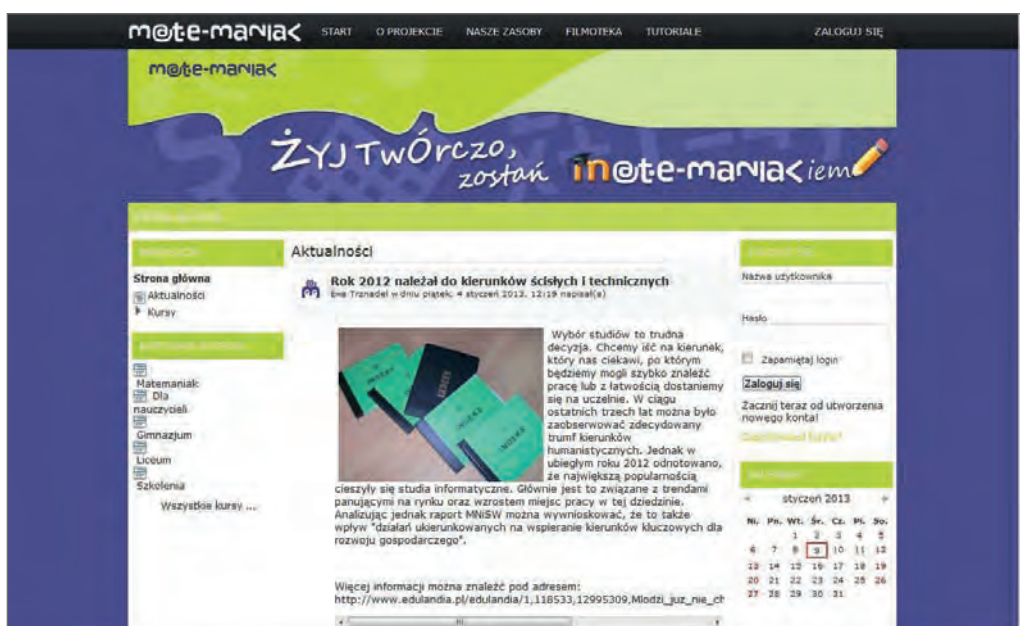 m@te-maniak START O PROJEKCIE NASZE ZASOBY FILMOTEKA TUTORIALE ZALOGUJ SIĘ
m@te-maniak
Żyj Twórczo,
zostań m@te-maniakiem
Strona główna
Aktualności
Kursy
Matemaniak
Dla
nauczycieli
Gimnazjum
Liceum
Szkolenia
Wszystkie kursy ...
Aktualności
Rok 2012 należał do kierunków ścisłych i technicznych
w dniu piątek, 4 styczeń 2013, 12:19 napisał(a)
INDEKS
INDEKS
Wybór studiów to trudna
decyzja. Chcemy iść na kierunek,
który nas ciekawi, po którym
będziemy mogli szybko znaleźć
pracę lub z łatwością dostaniemy
się na uczelnie. W ciągu
ostatnich trzech lat można było
zaobserwować zdecydowany
trumf kierunków
humanistycznych. Jednak w
ubiegłym roku 2012 odnotowano,
że największą popularnością
cieszyły się studia informatyczne. Głównie jest to związane z trendami
panującymi na rynku oraz wzrostem miejsc pracy w tej dziedzinie.
Analizując jednak raport MNiSW można wywnioskować, że to także
wpływ "działań ukierunkowanych na wspieranie kierunków kluczowych dla
rozwoju gospodarczego".
Więcej informacji można znaleźć pod adresem:
http://www.edulandia.pl/edulandia/1,118533,12995309,Mlodzi_juz_nie_ch
Nazwa użytkownika
Hasło
Zapamiętaj login
Zaloguj się
Zacznij teraz od utworzenia
nowego konta!
styczeń 2013
Ni. Pn. Wt. Śr. Cz. Pi. So.
1 2 3 4 5
6 7 8 9 10 11 12
13 14 15 16 17 18 19
20 21 22 23 24 25 26
27 28 29 30 31